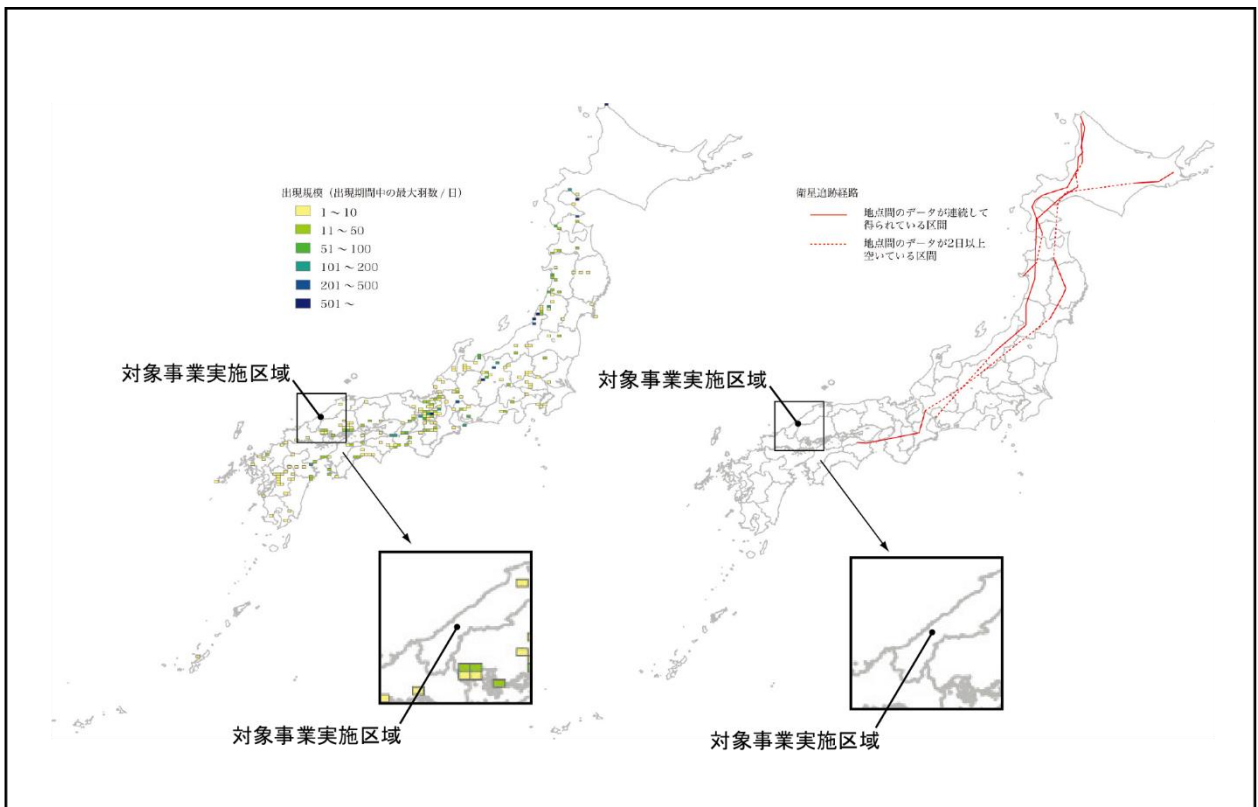 出現規模（出現期間中の最大羽数 / 日）
1～10
11～50
51～100
101～200
201～500
501～
対象事業実施区域
対象事業実施区域
衛星追跡経路
地点間のデータが連続して
得られている区間
地点間のデータが2日以上
空いている区間
対象事業実施区域
対象事業実施区域